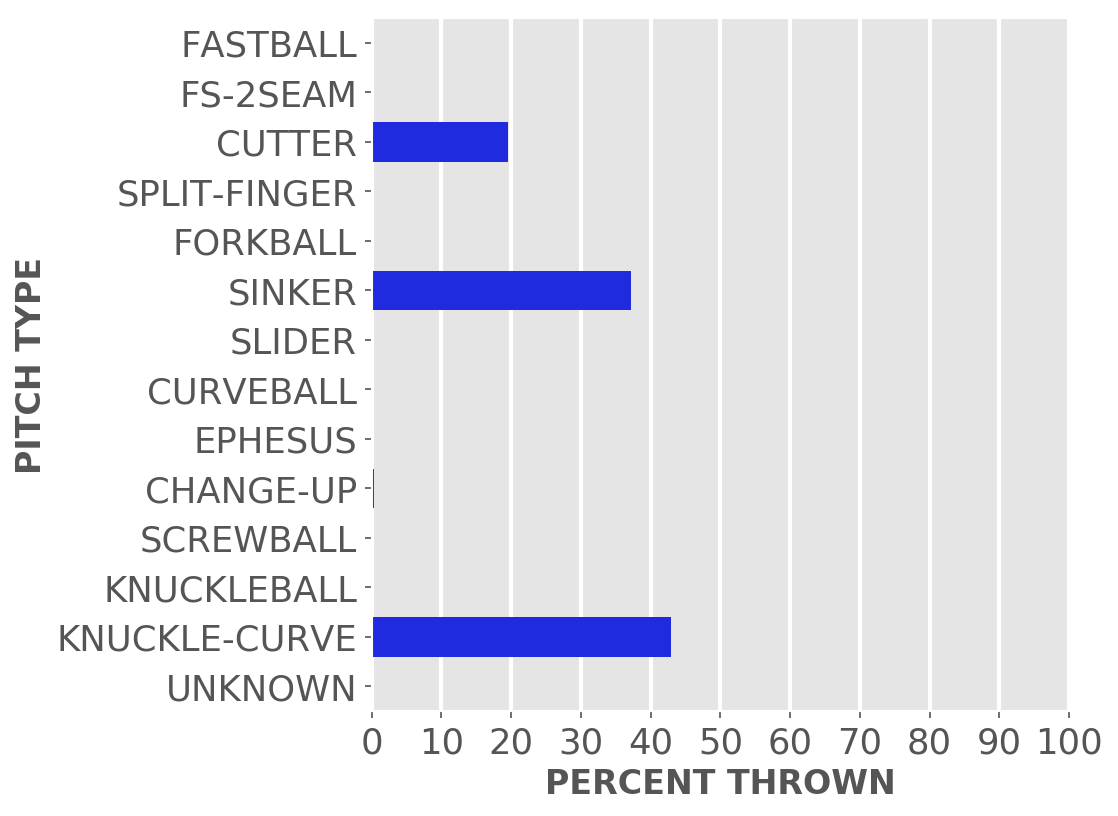 FASTBALL
FS-2SEAM
CUTTER
SPLIT-FINGER
FORKBALL
SINKER
SLIDER
CURVEBALL
EPHESUS
CHANGE-UP
SCREWBALL
KNUCKLEBALL
KNUCKLE-CURVE
UNKNOWN
PITCH TYPE
0 10 20 30 40 50 60 70 80 90 100
PERCENT THROWN